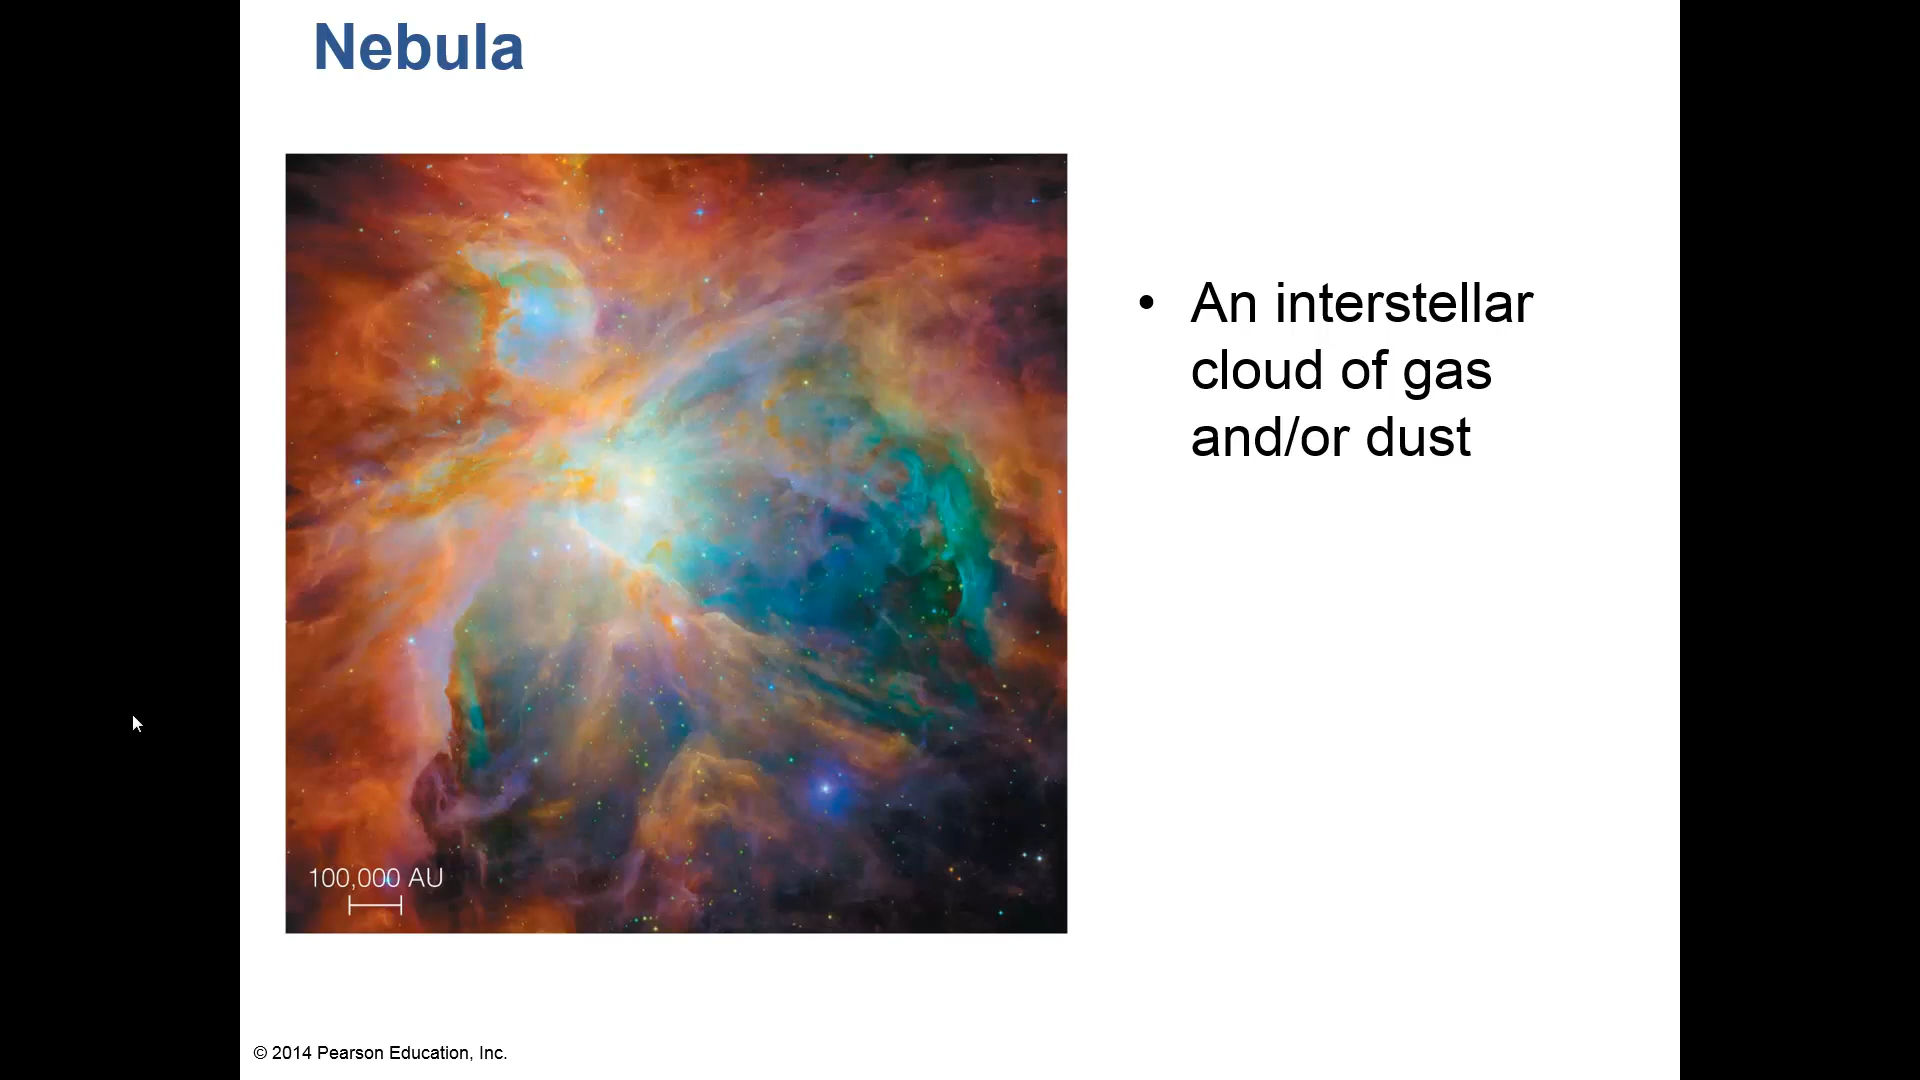 Nebula
• An interstellar
cloud of gas
and/or dust
100,000 AU
© 2014 Pearson Education, Inc.